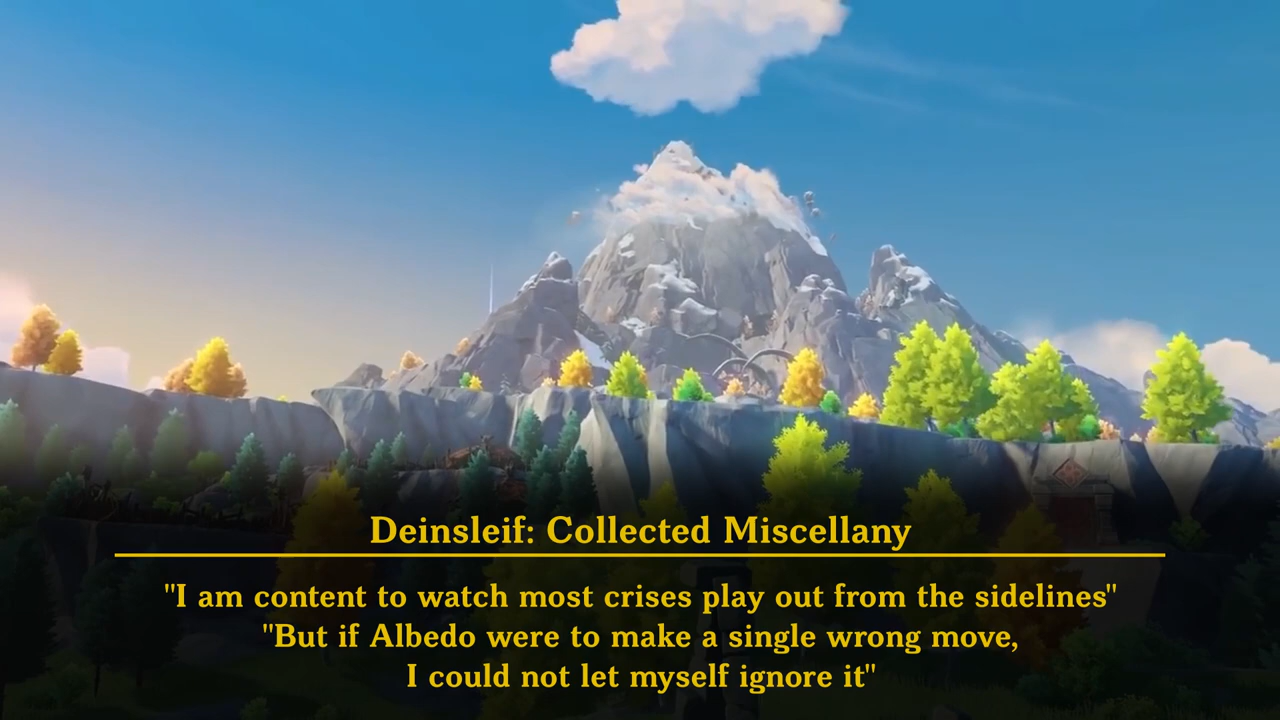 Deinsleif: Collected Miscellany
"I am content to watch most crises play out from the sidelines"
"But if Albedo were to make a single wrong move,
I could not let myself ignore it"